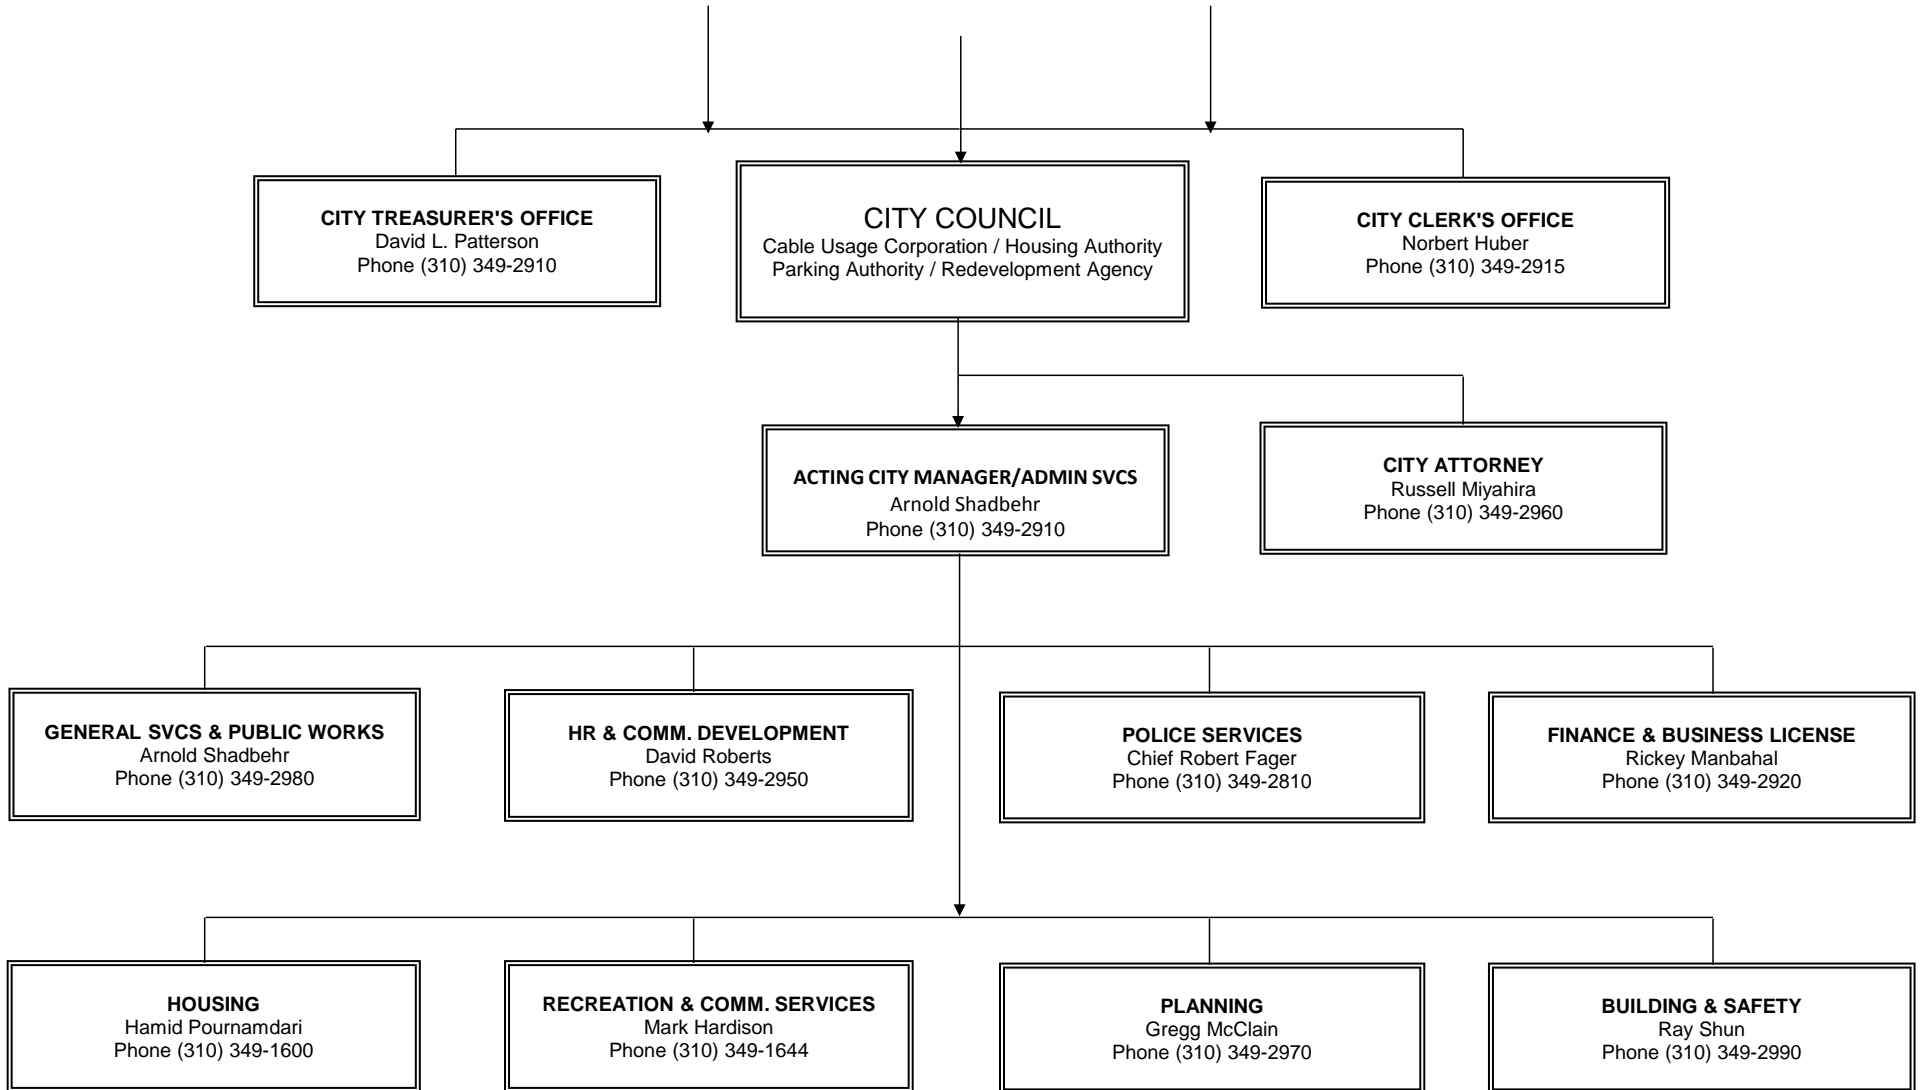 CITY TREASURER'S OFFICE
David L. Patterson
Phone (310) 349-2910
CITY COUNCIL
Cable Usage Corporation / Housing Authority
Parking Authority / Redevelopment Agency
CITY CLERK'S OFFICE
Norbert Huber
Phone (310) 349-2915
ACTING CITY MANAGER/ADMIN SVCS
Arnold Shadbehr
Phone (310) 349-2910
CITY ATTORNEY
Russell Miyahira
Phone (310) 349-2960
GENERAL SVCS & PUBLIC WORKS
Arnold Shadbehr
Phone (310) 349-2980
HR & COMM. DEVELOPMENT
David Roberts
Phone (310) 349-2950
POLICE SERVICES
Chief Robert Fager
Phone (310) 349-2810
FINANCE & BUSINESS LICENSE
Rickey Manbahal
Phone (310) 349-2920
HOUSING
Hamid Pournamdari
Phone (310) 349-1600
RECREATION & COMM. SERVICES
Mark Hardison
Phone (310) 349-1644
PLANNING
Gregg McClain
Phone (310) 349-2970
BUILDING & SAFETY
Ray Shun
Phone (310) 349-2990